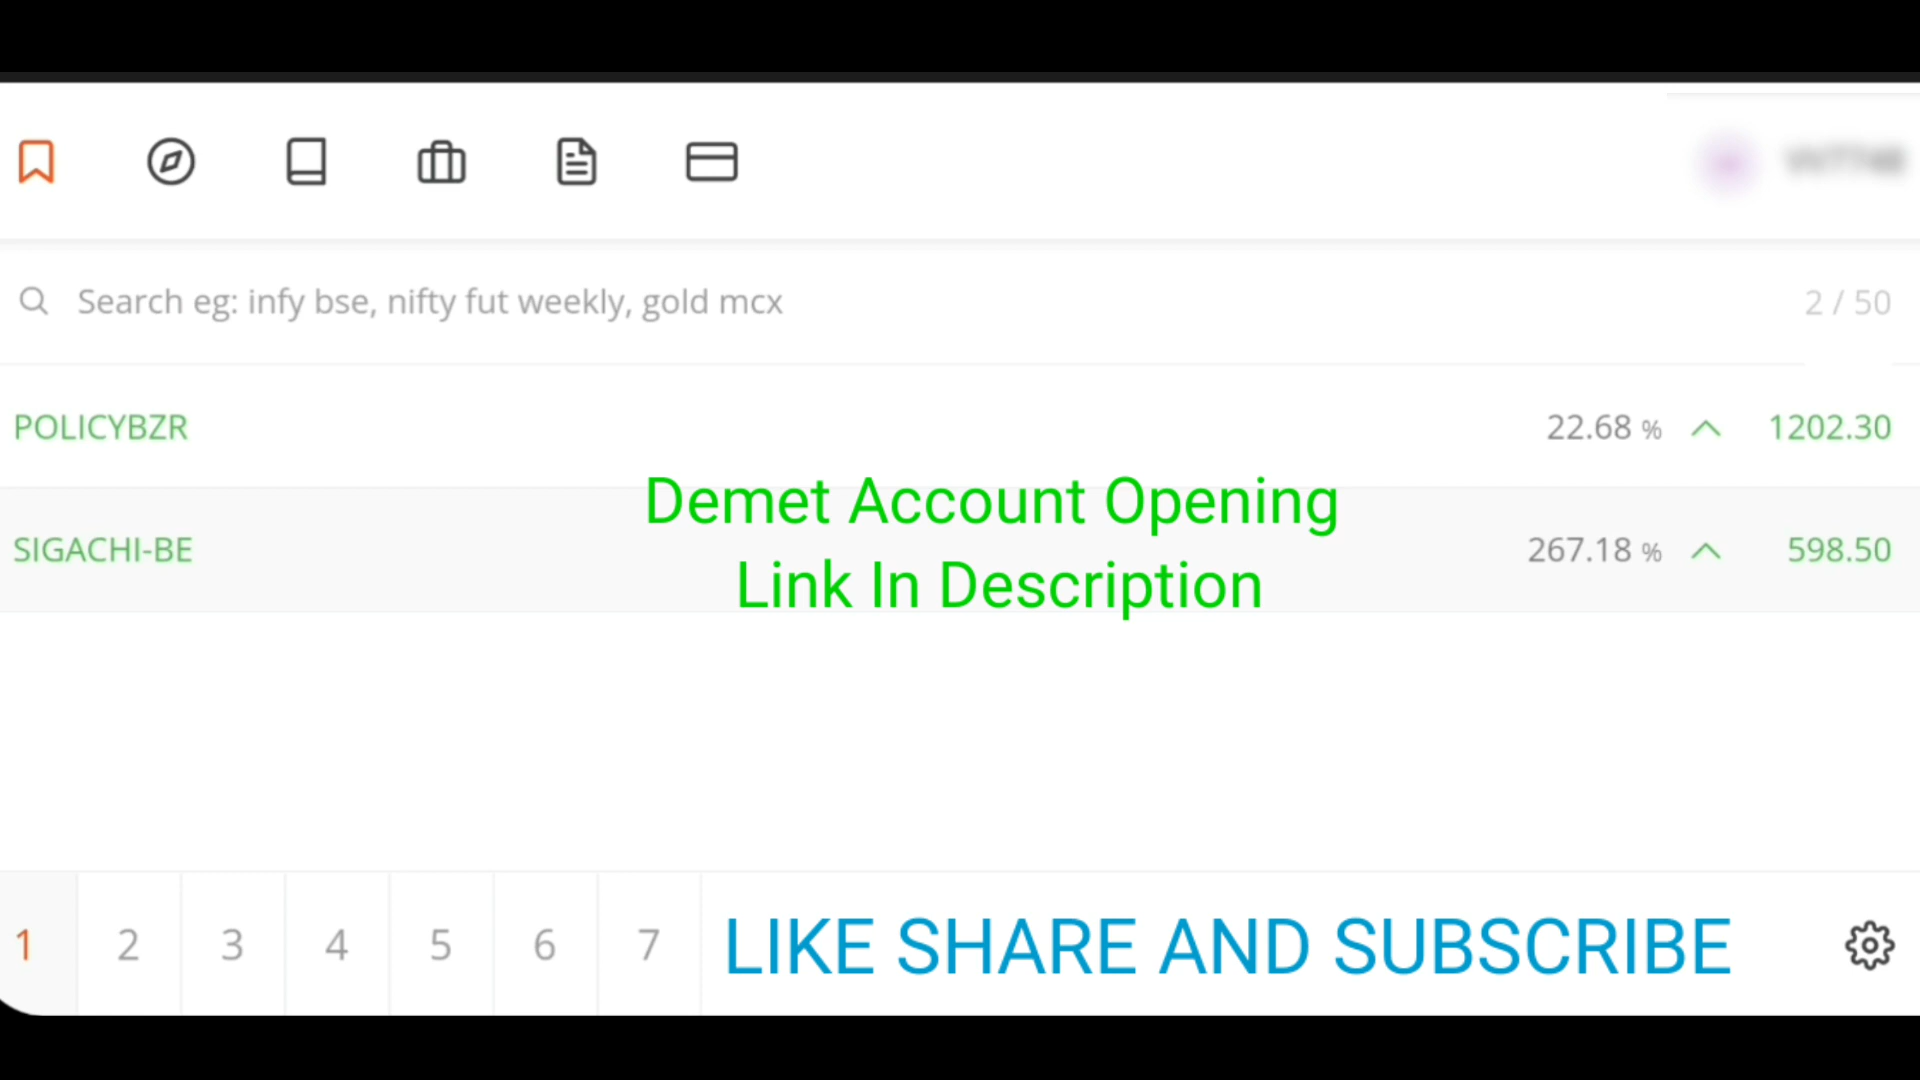 Search eg: infy bse, nifty fut weekly, gold mcx 2 / 50
POLICYBZR 22.68 % 1202.30
Demet Account Opening
SIGACHI-BE 267.18 % 598.50
Link In Description
1 2 3 4 5 6 7 LIKE SHARE AND SUBSCRIBE